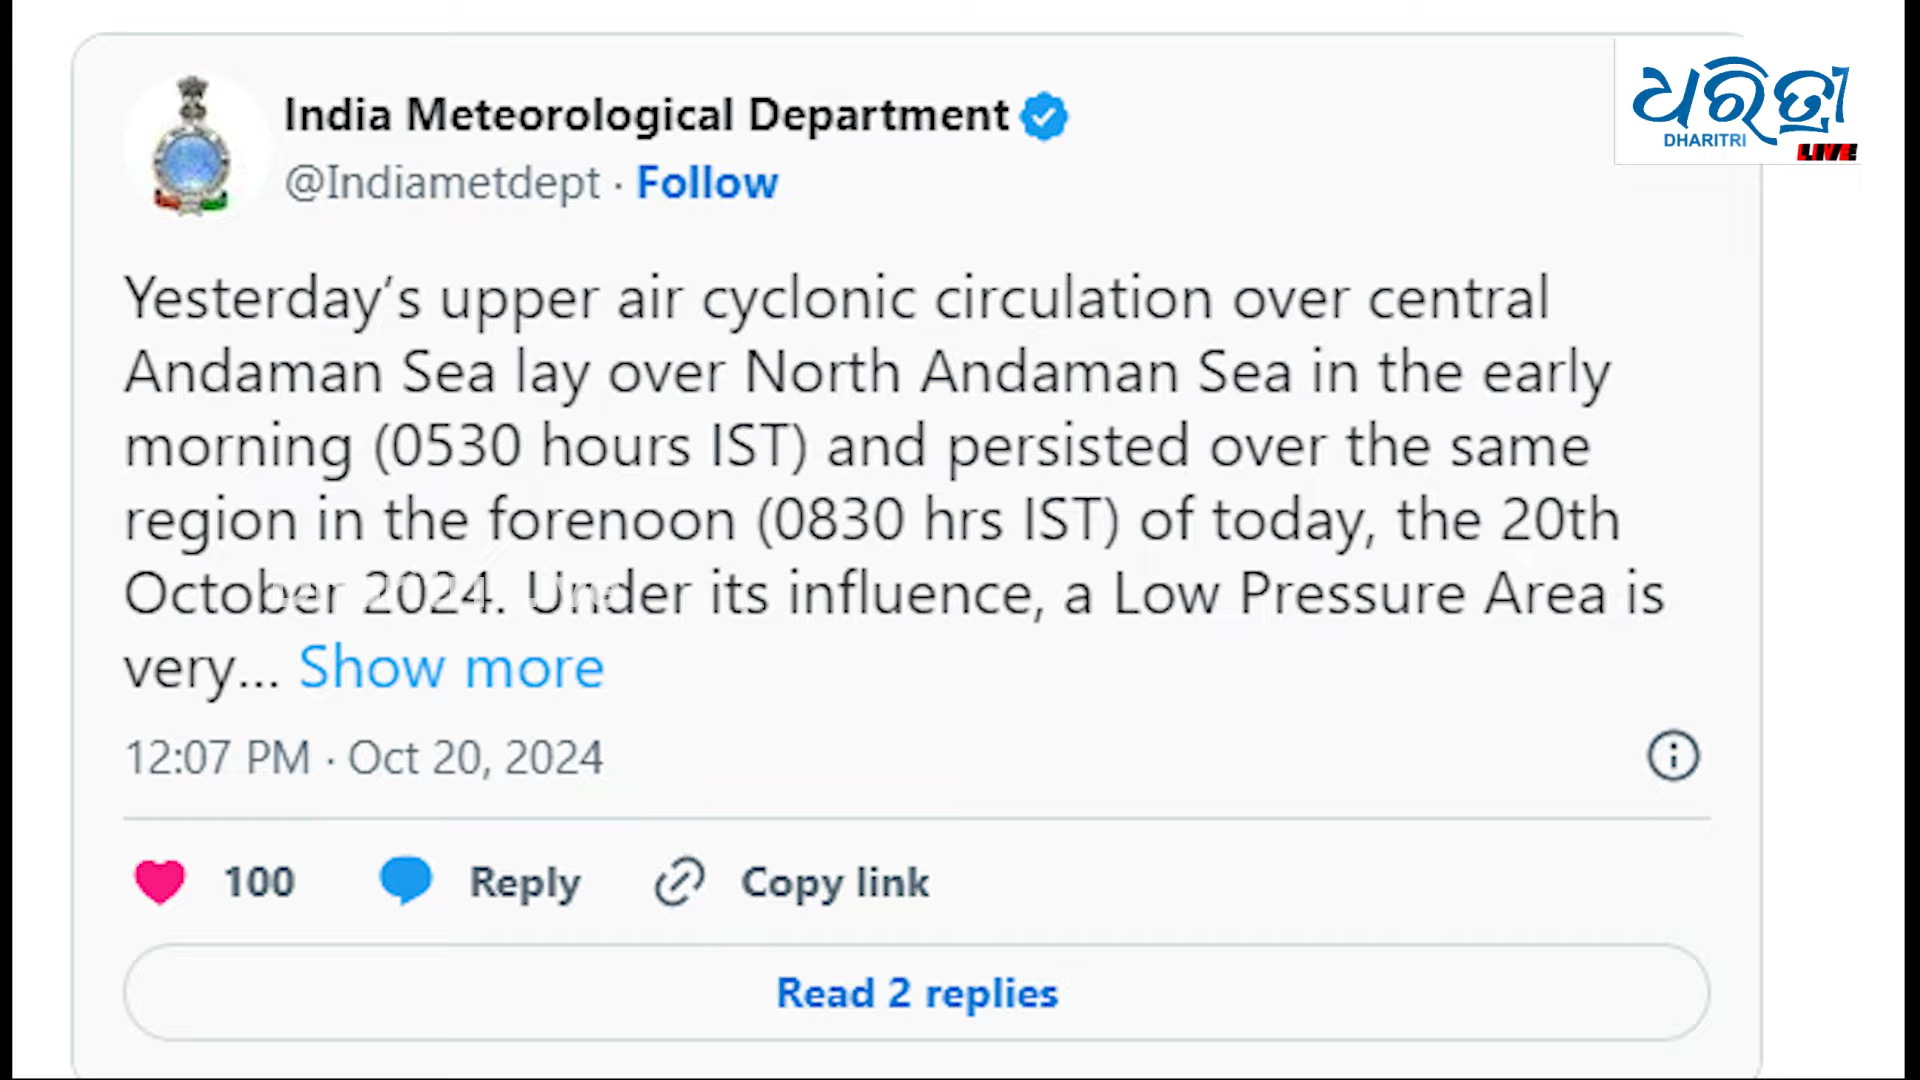 India Meteorological Department
@Indiametdept · Follow
ଧରିତ୍ରୀ
DHARITRI
LIVE
Yesterday’s upper air cyclonic circulation over central
Andaman Sea lay over North Andaman Sea in the early
morning (0530 hours IST) and persisted over the same
region in the forenoon (0830 hrs IST) of today, the 20th
October 2024. Under its influence, a Low Pressure Area is
very... Show more
12:07 PM · Oct 20, 2024
100 Reply Copy link
Read 2 replies